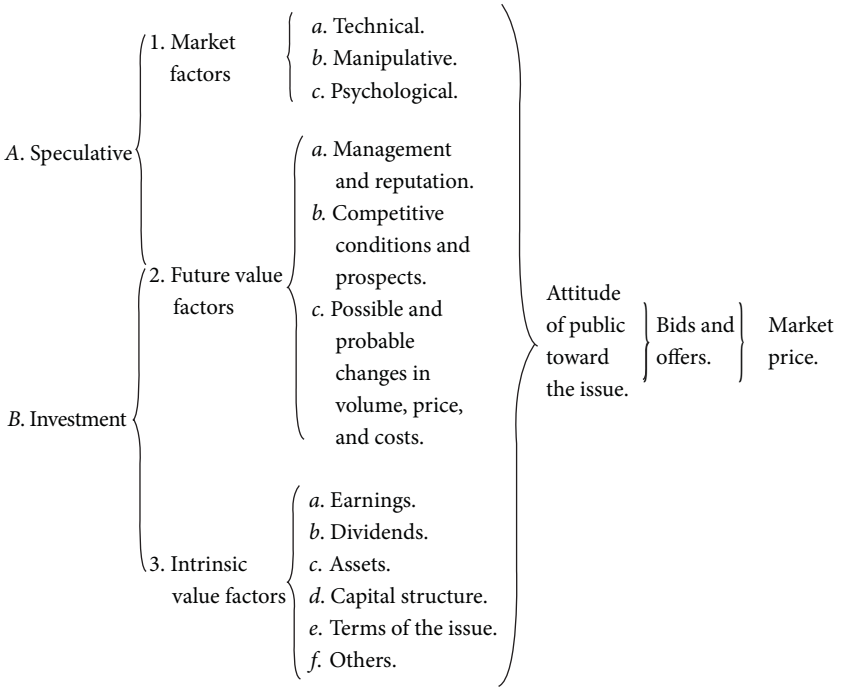 A. Speculative
1. Market
factors
a. Technical.
b. Manipulative.
c. Psychological.
2. Future value
factors
a. Management
and reputation.
b. Competitive
conditions and
prospects.
c. Possible and
probable
changes in
volume, price,
and costs.
B. Investment
3. Intrinsic
value factors
a. Earnings.
b. Dividends.
c. Assets.
d. Capital structure.
e. Terms of the issue.
f. Others.
Attitude
of public
toward
the issue.
Bids and
offers.
Market
price.